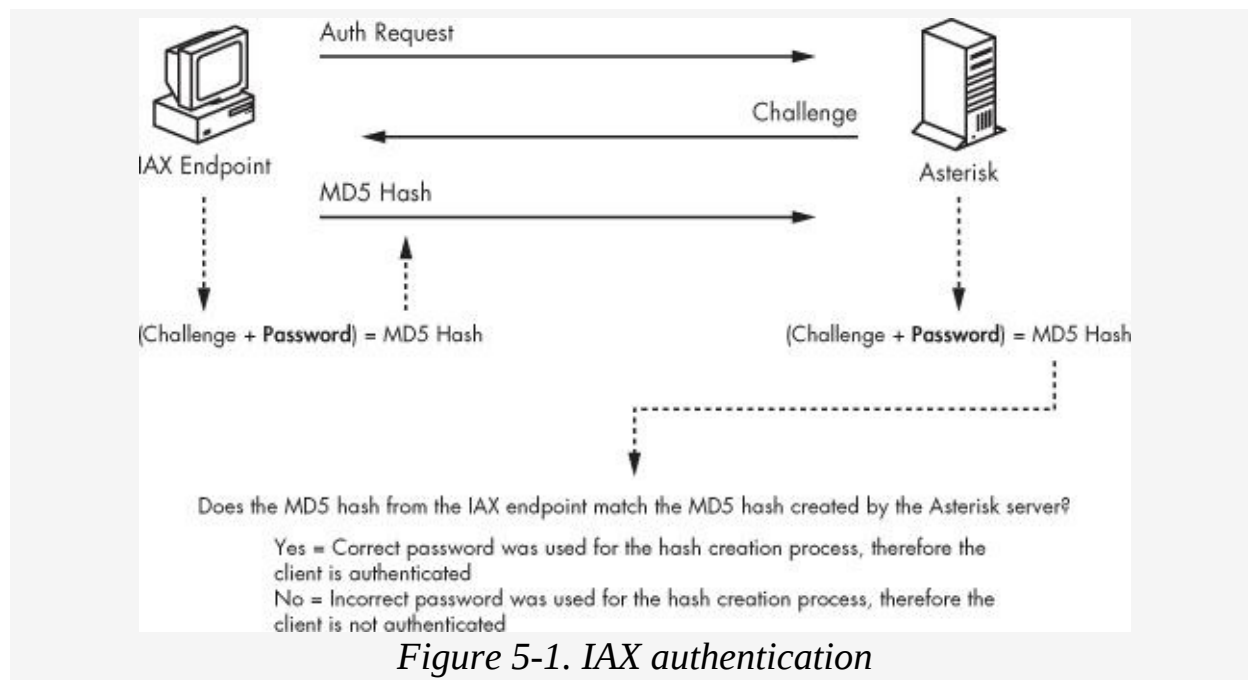 Auth Request
Challenge
IAX Endpoint
Asterisk
MD5 Hash
(Challenge + Password) = MD5 Hash
(Challenge + Password) = MD5 Hash
Does the MD5 hash from the IAX endpoint match the MD5 hash created by the Asterisk server?
Yes = Correct password was used for the hash creation process, therefore the
client is authenticated
No = Incorrect password was used for the hash creation process, therefore the
client is not authenticated
Figure 5-1. IAX authentication